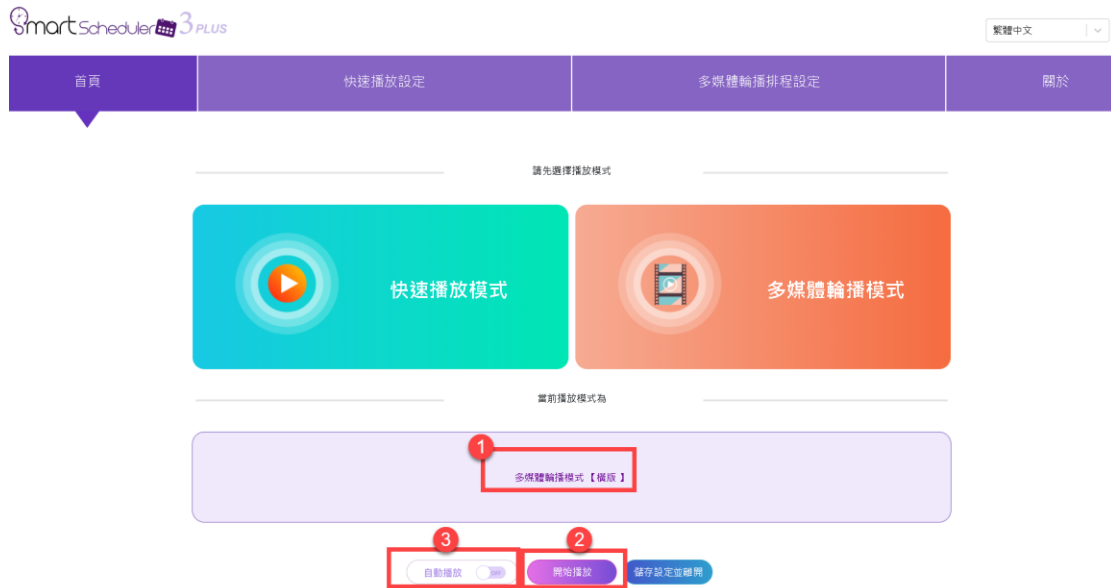 Smart Scheduler 3 PLUS
繁體中文
首頁 快速播放設定 多媒體輪播排程設定 關於
請先選擇播放模式
快速播放模式 多媒體輪播模式
當前播放模式為
1
多媒體輪播模式【橫版 】
3 2
自動播放 OFF 開始播放 儲存設定並離開